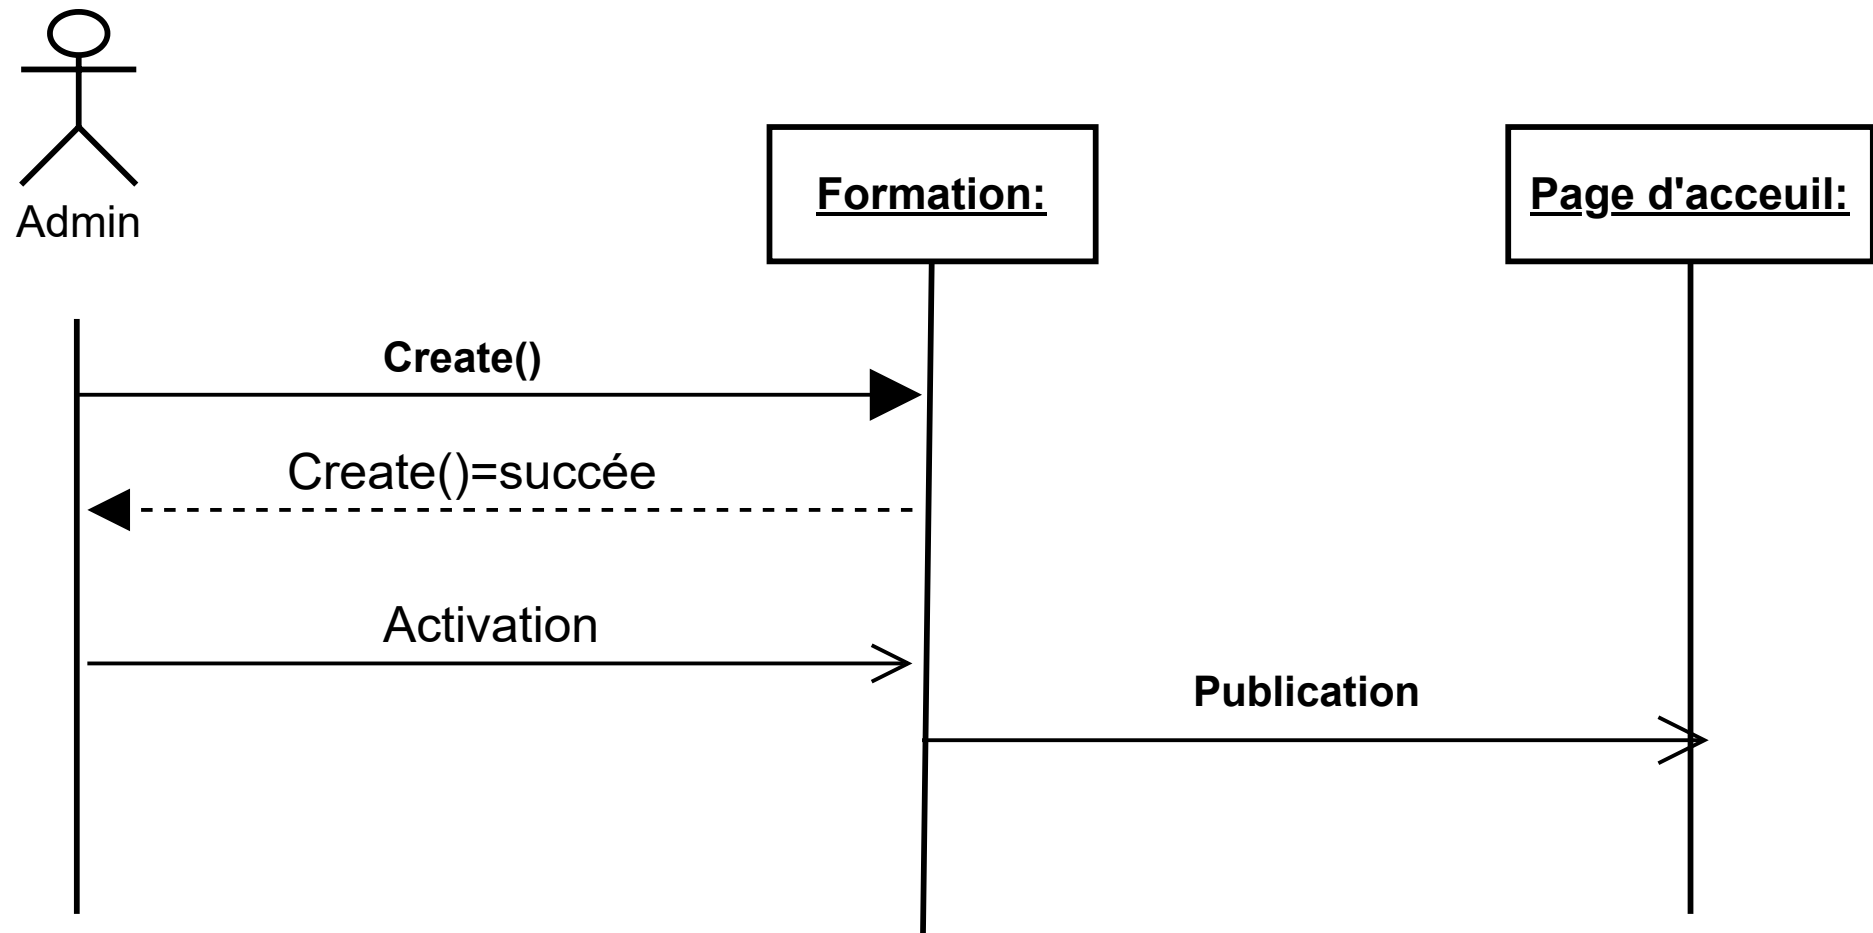 Admin
Formation:
Page d'acceuil:
Create()
Create()=succée
Activation
Publication